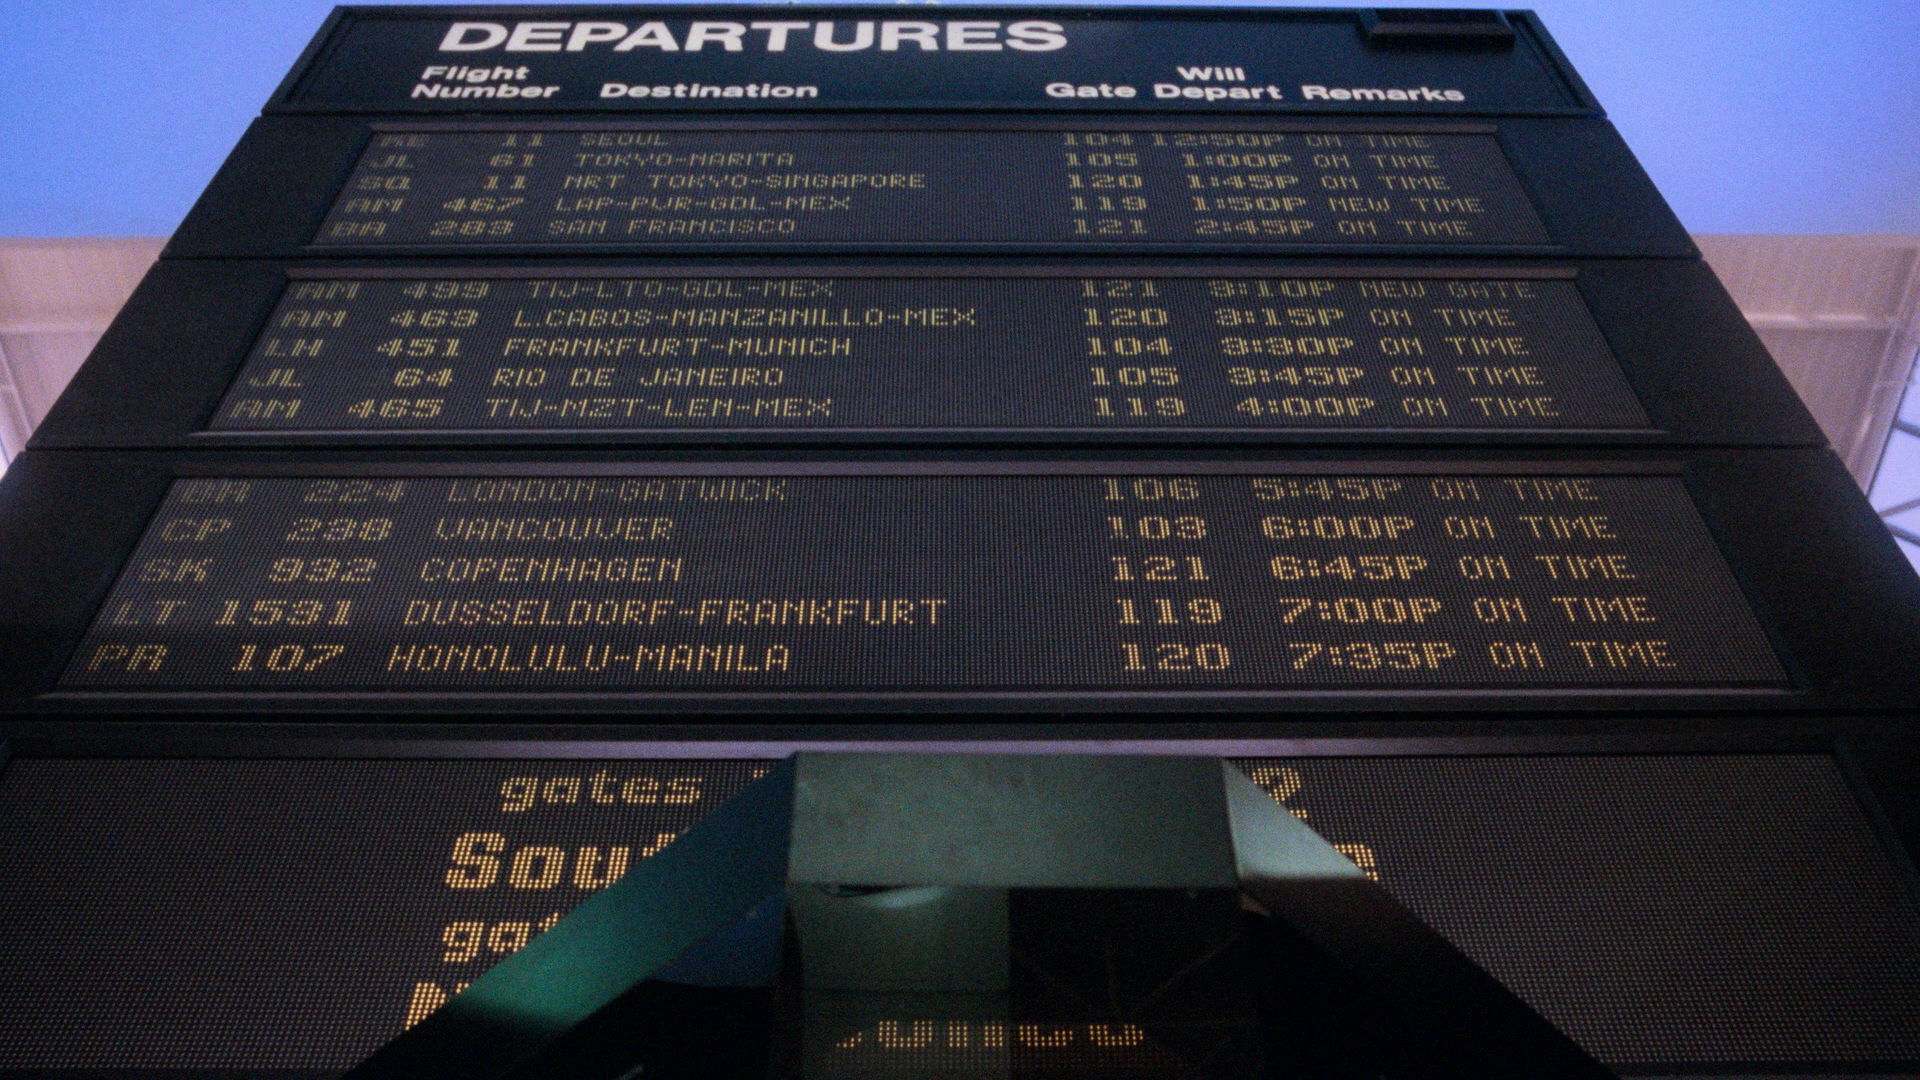 DEPARTURES
Flight Number Destination Gate Will Depart Remarks
KE 11 SEOUL 104 12:50P ON TIME
JL 61 TOKYO-NARITA 105 1:00P ON TIME
SQ 11 NRT TOKYO-SINGAPORE 120 1:45P ON TIME
AM 467 LAP-PVR-GDL-MEX 119 1:50P NEW TIME
BA 283 SAN FRANCISCO 121 2:45P ON TIME
AM 499 TIJ-LTO-GDL-MEX 121 3:10P NEW GATE
AM 463 L.CABOS-MANZANILLO-MEX 120 3:15P ON TIME
LH 451 FRANKFURT-MUNICH 104 3:30P ON TIME
JL 64 RIO DE JANEIRO 105 3:45P ON TIME
AM 465 TIJ-MZT-LEN-MEX 119 4:00P ON TIME
224 LONDON-GATWICK 106 5:45P ON TIME
CP 238 VANCOUVER 103 6:00P ON TIME
SK 932 COPENHAGEN 121 6:45P ON TIME
LT 1531 DUSSELDORF-FRANKFURT 119 7:00P ON TIME
PR 107 HONOLULU-MANILA 120 7:35P ON TIME
gates